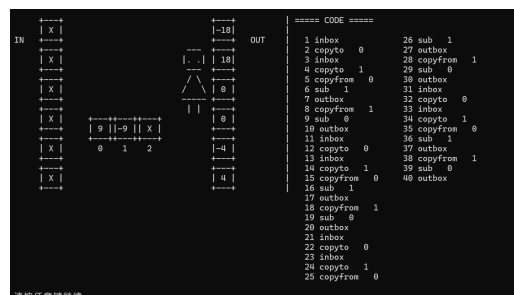 ===== CODE =====
X -18
IN OUT 1 inbox 26 sub 1
2 copyto 0 27 outbox
X 18 3 inbox 28 copyfrom 1
4 copyto 1 29 sub 0
5 copyfrom 0 30 outbox
X 0 6 sub 1 31 inbox
7 outbox 32 copyto 0
8 copyfrom 1 33 inbox
X 0 9 sub 0 34 copyto 1
9 -9 X 10 outbox 35 copyfrom 0
11 inbox 36 sub 1
X 0 1 2 -4 12 copyto 0 37 outbox
13 inbox 38 copyfrom 1
14 copyto 1 39 sub 0
X 4 15 copyfrom 0 40 outbox
16 sub 1
17 outbox
18 copyfrom 1
19 sub 0
20 outbox
21 inbox
22 copyto 0
23 inbox
24 copyto 1
25 copyfrom 0